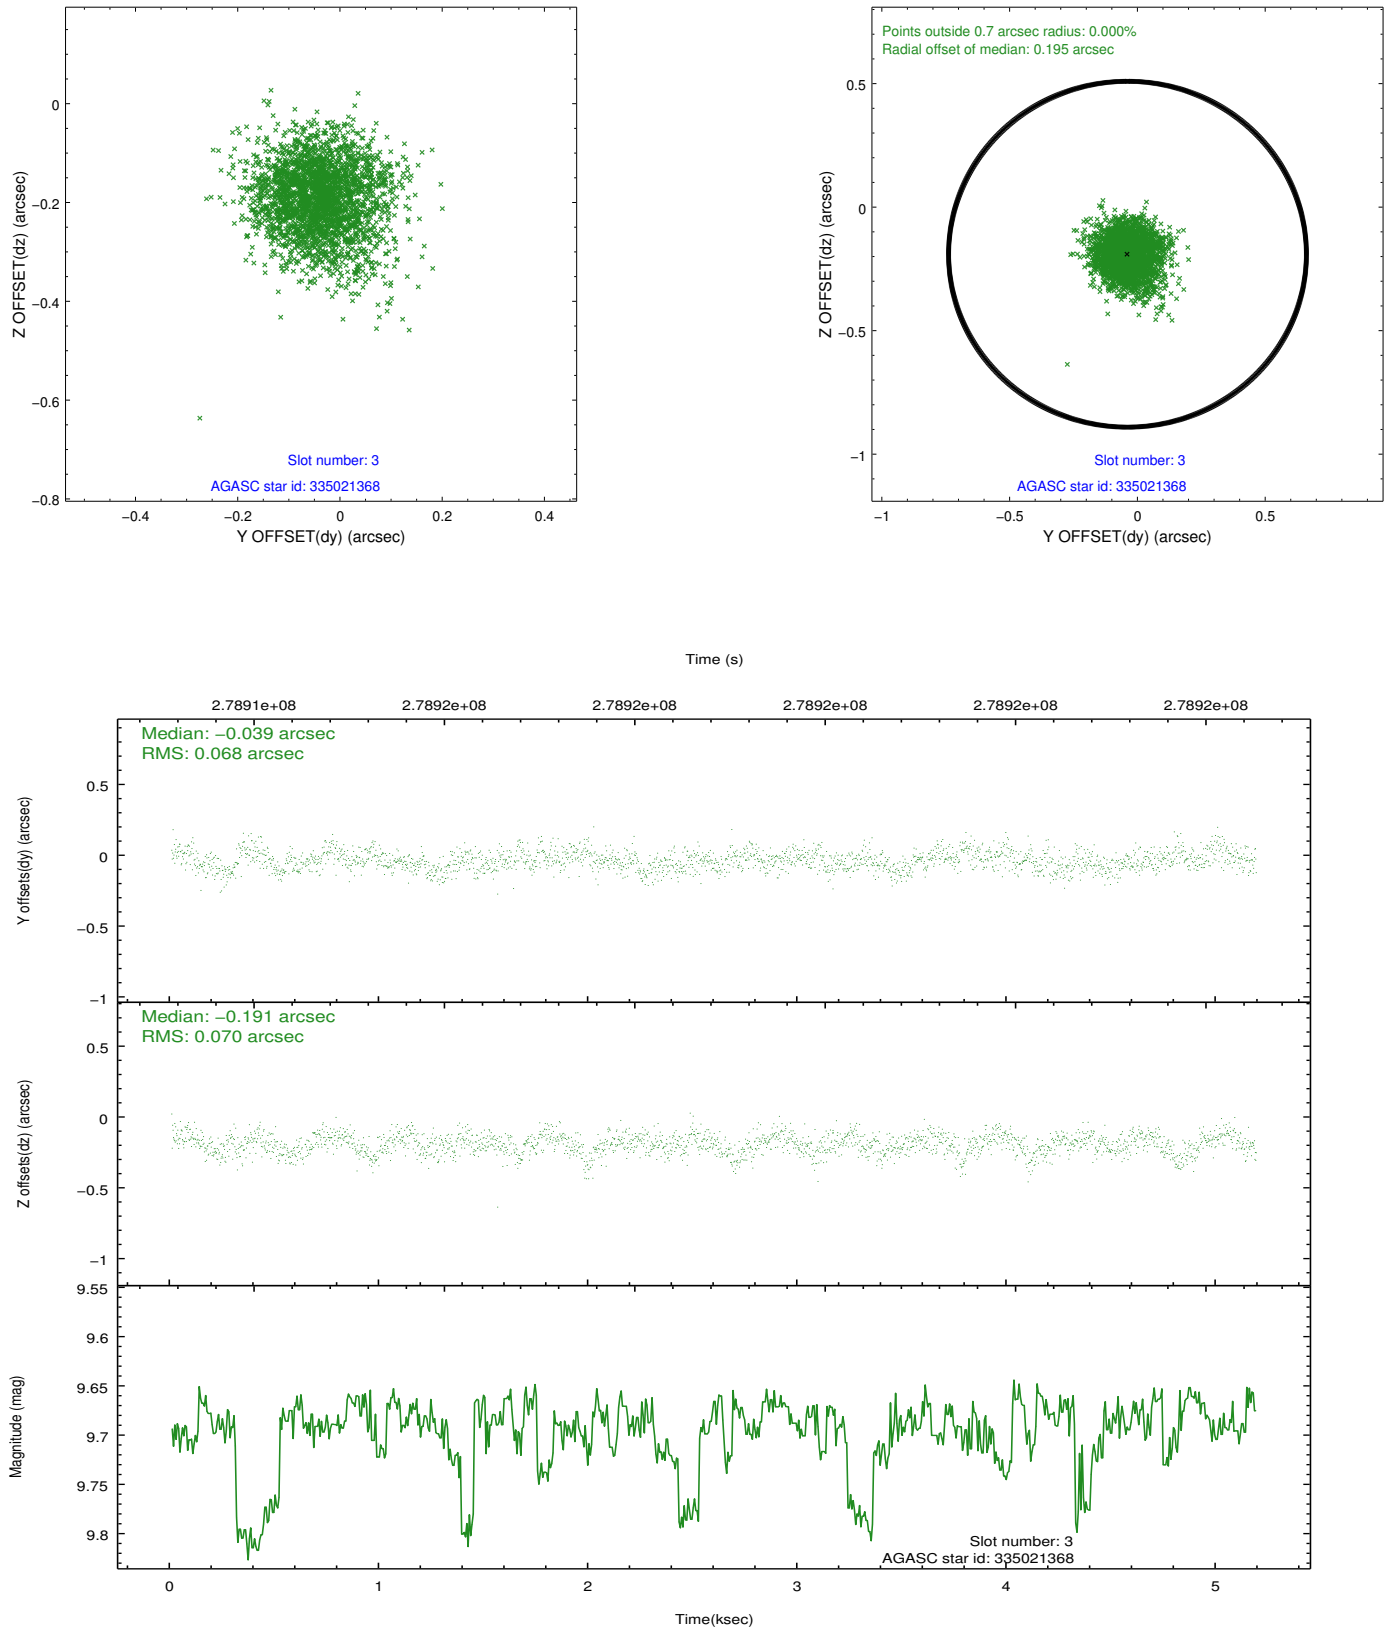 0
−0.2
−0.4
−0.6
−0.8
Z OFFSET(dz) (arcsec)
Slot number: 3
AGASC star id: 335021368
−0.4 −0.2 0 0.2 0.4
Y OFFSET(dy) (arcsec)
Points outside 0.7 arcsec radius: 0.000%
Radial offset of median: 0.195 arcsec
0.5
0
−0.5
−1
Z OFFSET(dz) (arcsec)
Slot number: 3
AGASC star id: 335021368
−1 −0.5 0 0.5
Y OFFSET(dy) (arcsec)
Time (s)
2.7891e+08 2.7892e+08 2.7892e+08 2.7892e+08 2.7892e+08 2.7892e+08
Median: −0.039 arcsec
RMS: 0.068 arcsec
0.5
0
−0.5
−1
Y offsets(dy) (arcsec)
Median: −0.191 arcsec
RMS: 0.070 arcsec
0.5
0
−0.5
−1
Z offsets(dz) (arcsec)
9.55
9.6
9.65
9.7
9.75
9.8
Magnitude (mag)
Slot number: 3
AGASC star id: 335021368
0 1 2 3 4 5
Time(ksec)